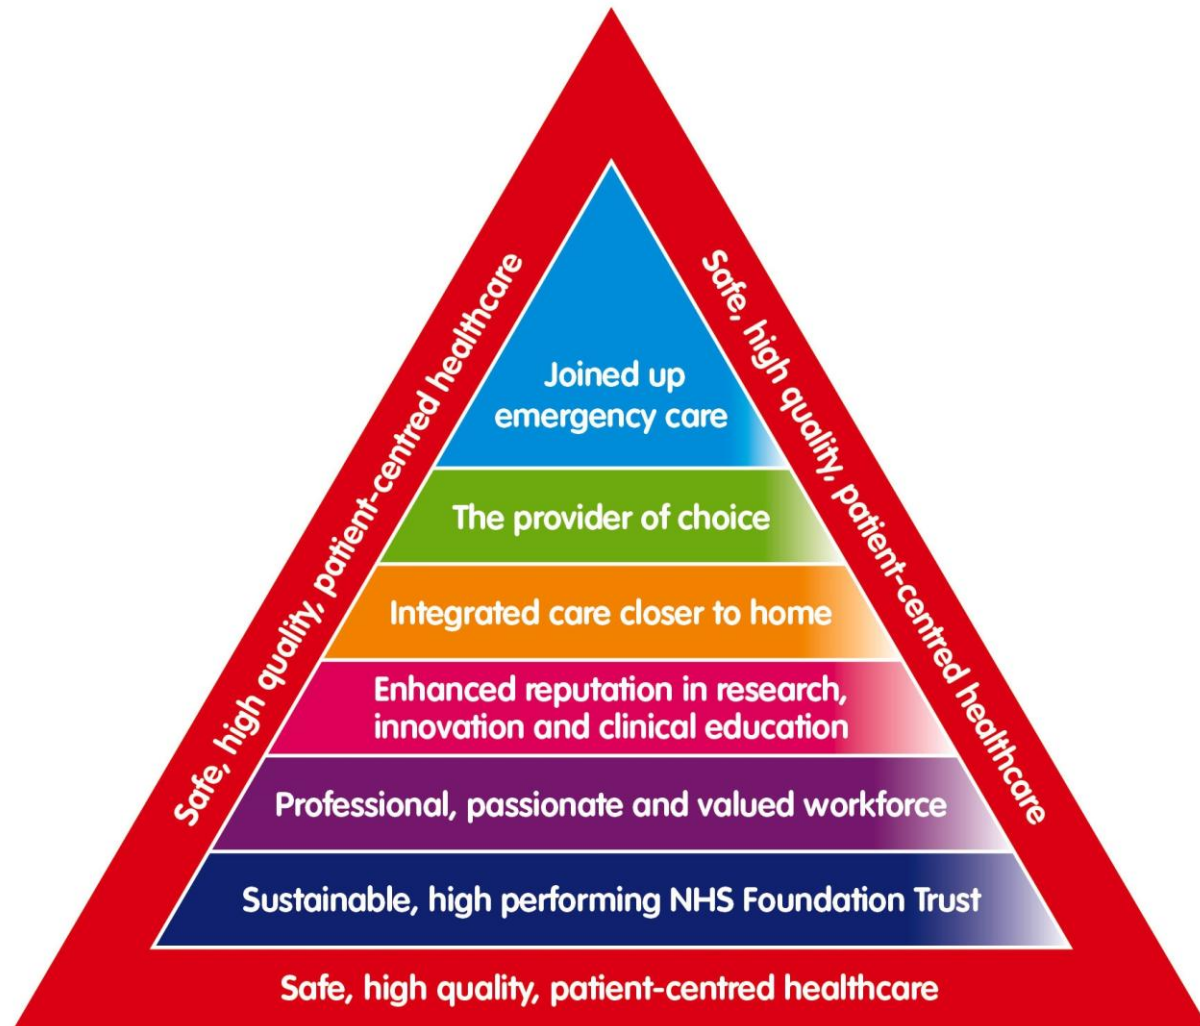 Safe, high quality, patient-centred healthcare
Safe, high quality, patient-centred healthcare
Joined up
emergency care
The provider of choice
Integrated care closer to home
Enhanced reputation in research,
innovation and clinical education
Professional, passionate and valued workforce
Sustainable, high performing NHS Foundation Trust
Safe, high quality, patient-centred healthcare